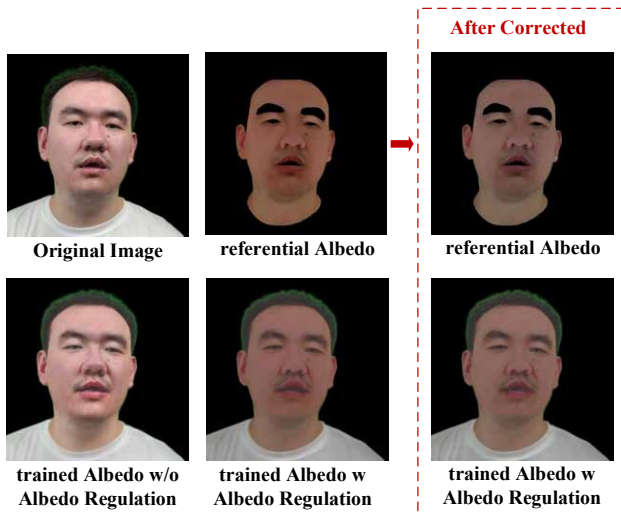 After Corrected
Original Image
referential Albedo
referential Albedo
trained Albedo w/o
Albedo Regulation
trained Albedo w
Albedo Regulation
trained Albedo w
Albedo Regulation